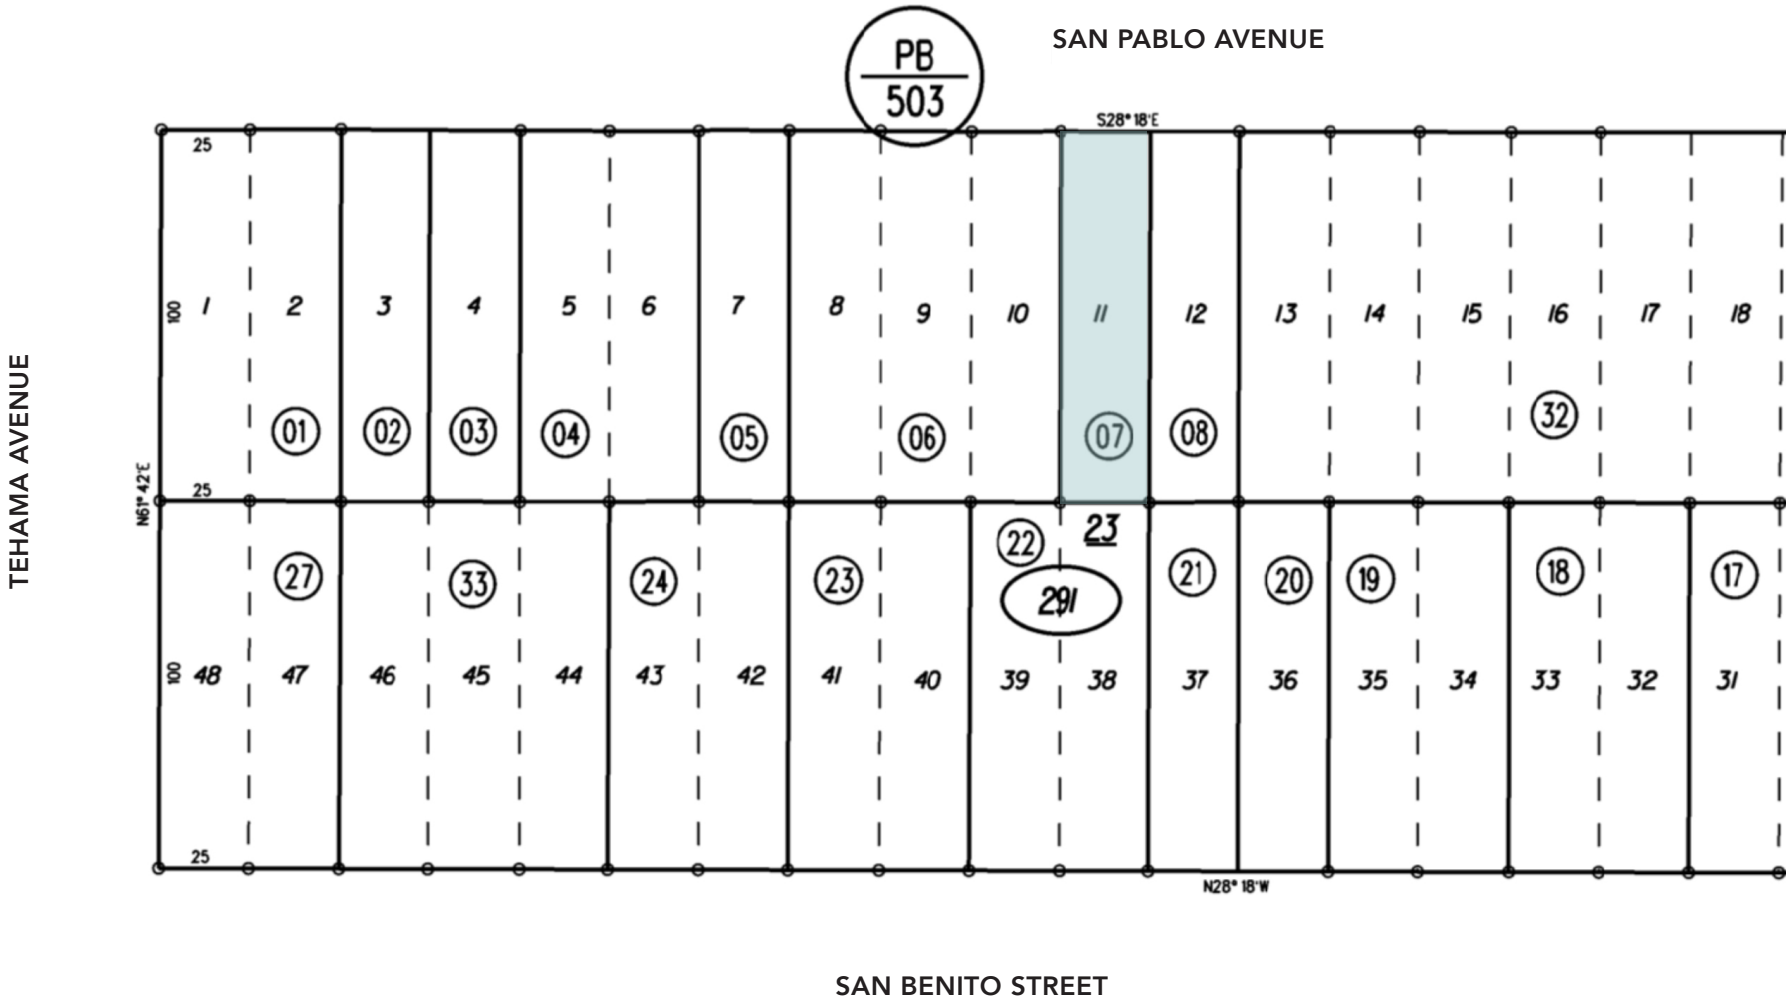 PB
503
SAN PABLO AVENUE
S28°18'E
25
100
1 2 3 4 5 6 7 8 9 10 11 12 13 14 15 16 17 18
01 02 03 04 05 06 07 08 32
TEHAMA AVENUE
N61°42'E
25
23
27 33 24 23 22 21 20 19 18 17
291
100
48 47 46 45 44 43 42 41 40 39 38 37 36 35 34 33 32 31
25
N28°18'W
SAN BENITO STREET